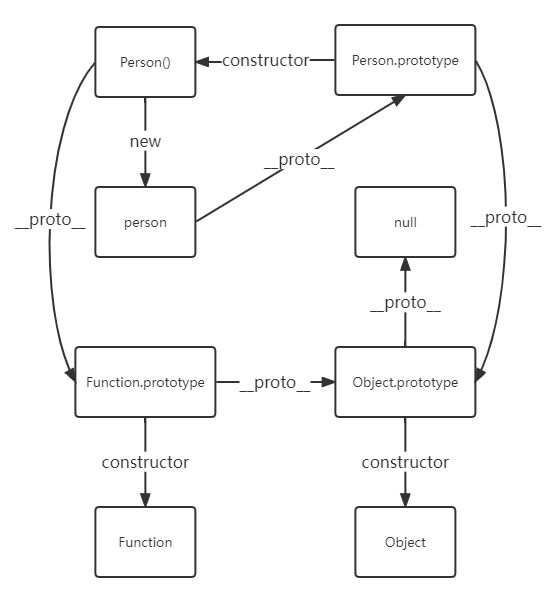 Person()
constructor
Person.prototype
new
__proto__
__proto__
person
null
__proto__
__proto__
Function.prototype
__proto__
Object.prototype
constructor
constructor
Function
Object